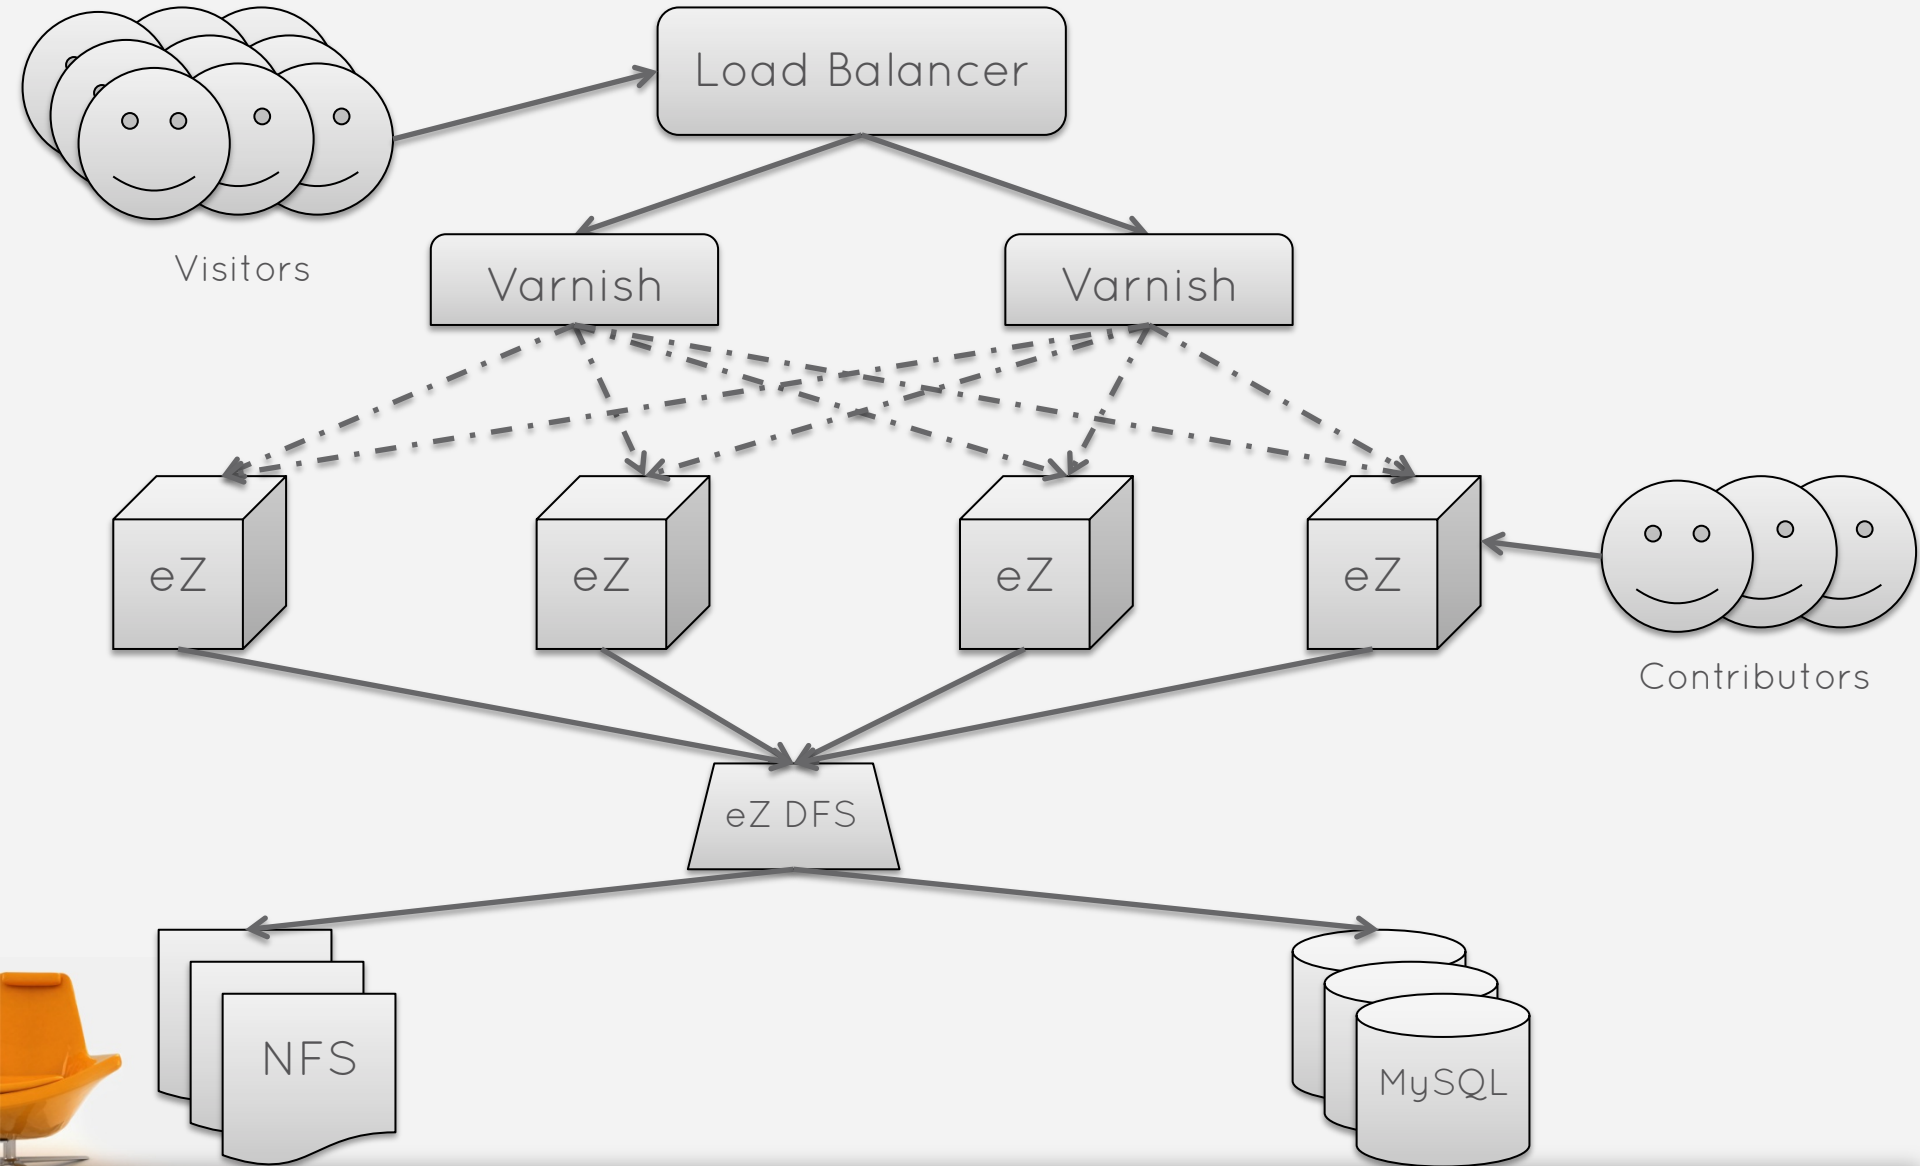 Load Balancer
Visitors
Varnish
Varnish
eZ
eZ
eZ
eZ
Contributors
eZ DFS
NFS
MySQL